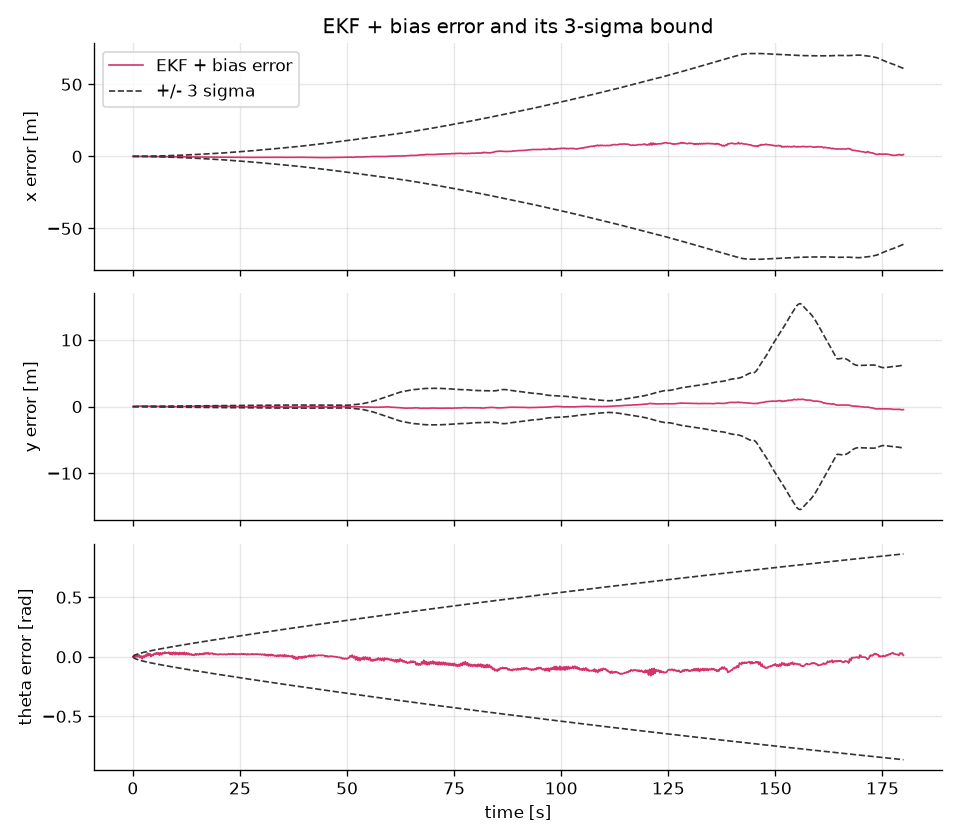 EKF + bias error and its 3-sigma bound
EKF + bias error
+/- 3 sigma
x error [m]
50
0
−50
y error [m]
10
0
−10
theta error [rad]
0.5
0.0
−0.5
0 25 50 75 100 125 150 175
time [s]